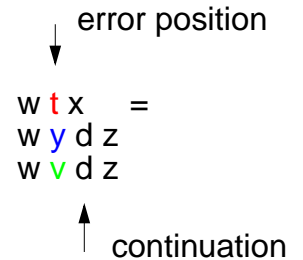 error position
w t x =
w y d z
w v d z
continuation